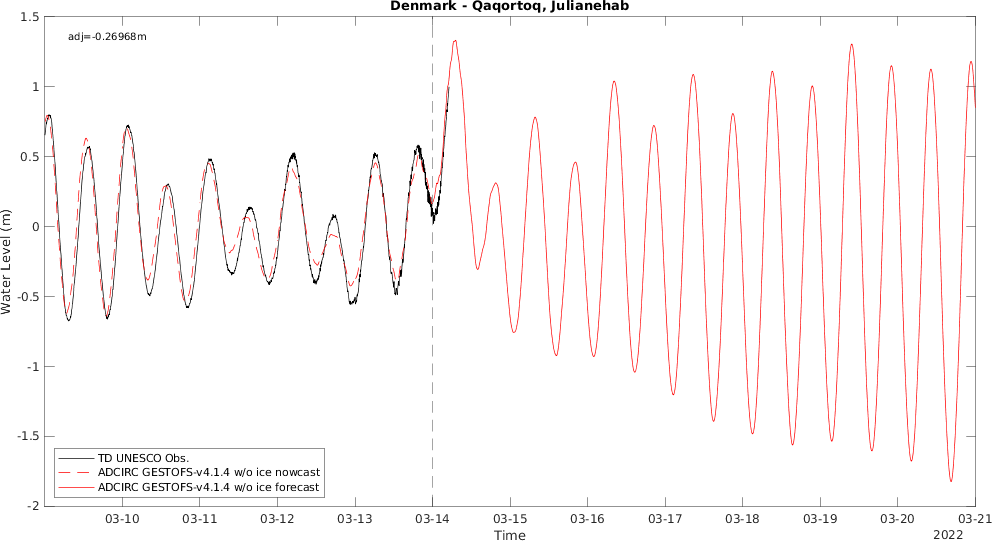 Denmark - Qaqortoq, Julianehab
adj=-0.26968m
1.5
1
0.5
0
-0.5
-1
-1.5
-2
Water Level (m)
TD UNESCO Obs.
ADCIRC GESTOFS-v4.1.4 w/o ice nowcast
ADCIRC GESTOFS-v4.1.4 w/o ice forecast
03-10 03-11 03-12 03-13 03-14 03-15 03-16 03-17 03-18 03-19 03-20 03-21
Time
2022